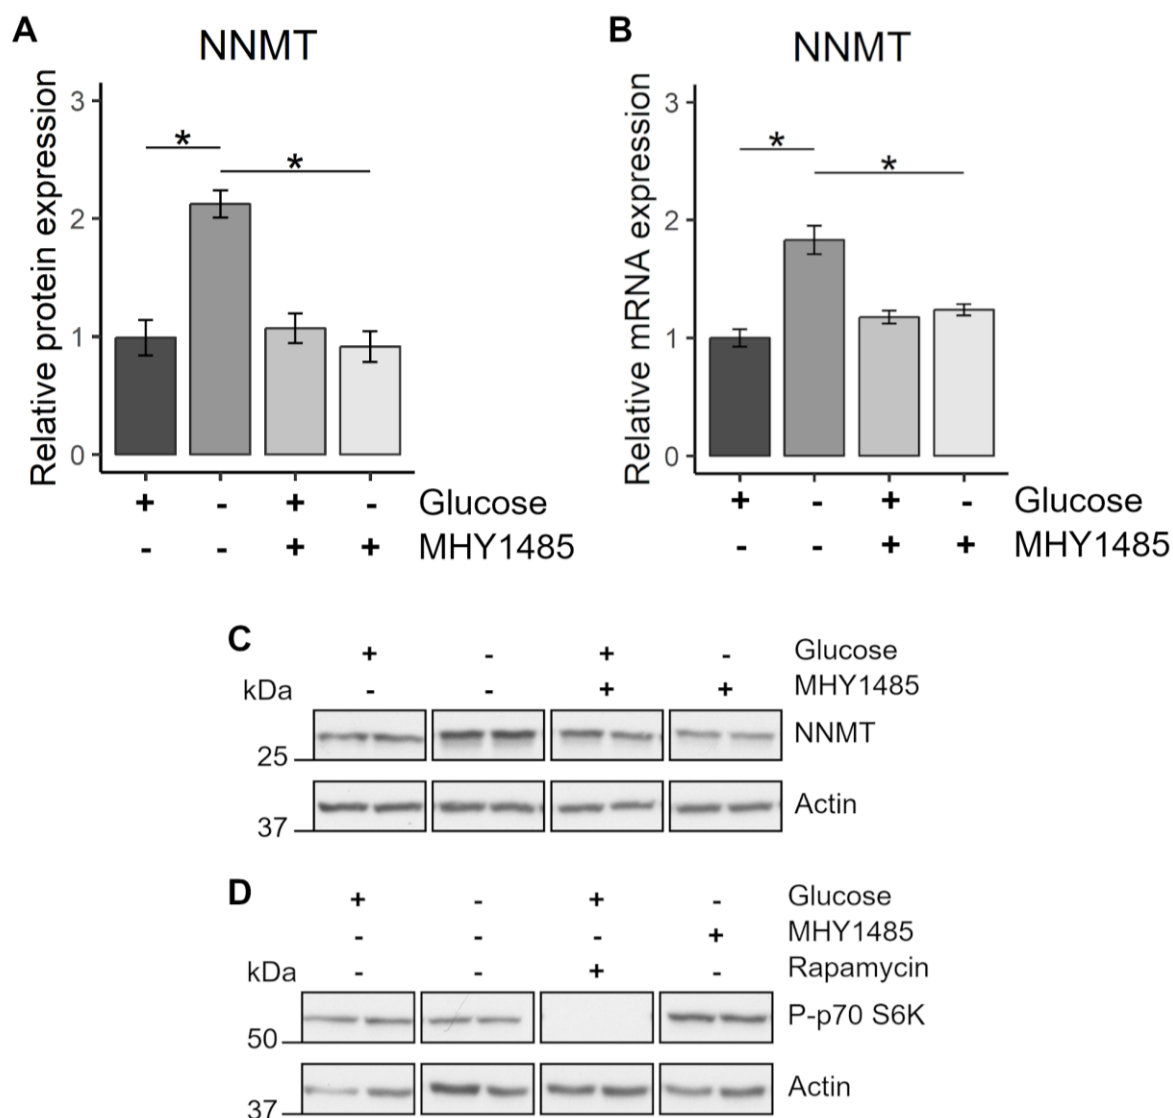 A
NNMT
Relative protein expression
3
2
1
0
*
*
+ - + - Glucose
- - + + MHY1485
B
NNMT
Relative mRNA expression
3
2
1
0
*
*
+ - + - Glucose
- - + + MHY1485
C
+ - + - Glucose
kDa - - + + MHY1485
NNMT
25
Actin
37
D
+ - + - Glucose
- - - + MHY1485
kDa - - + - Rapamycin
P-p70 S6K
50
Actin
37